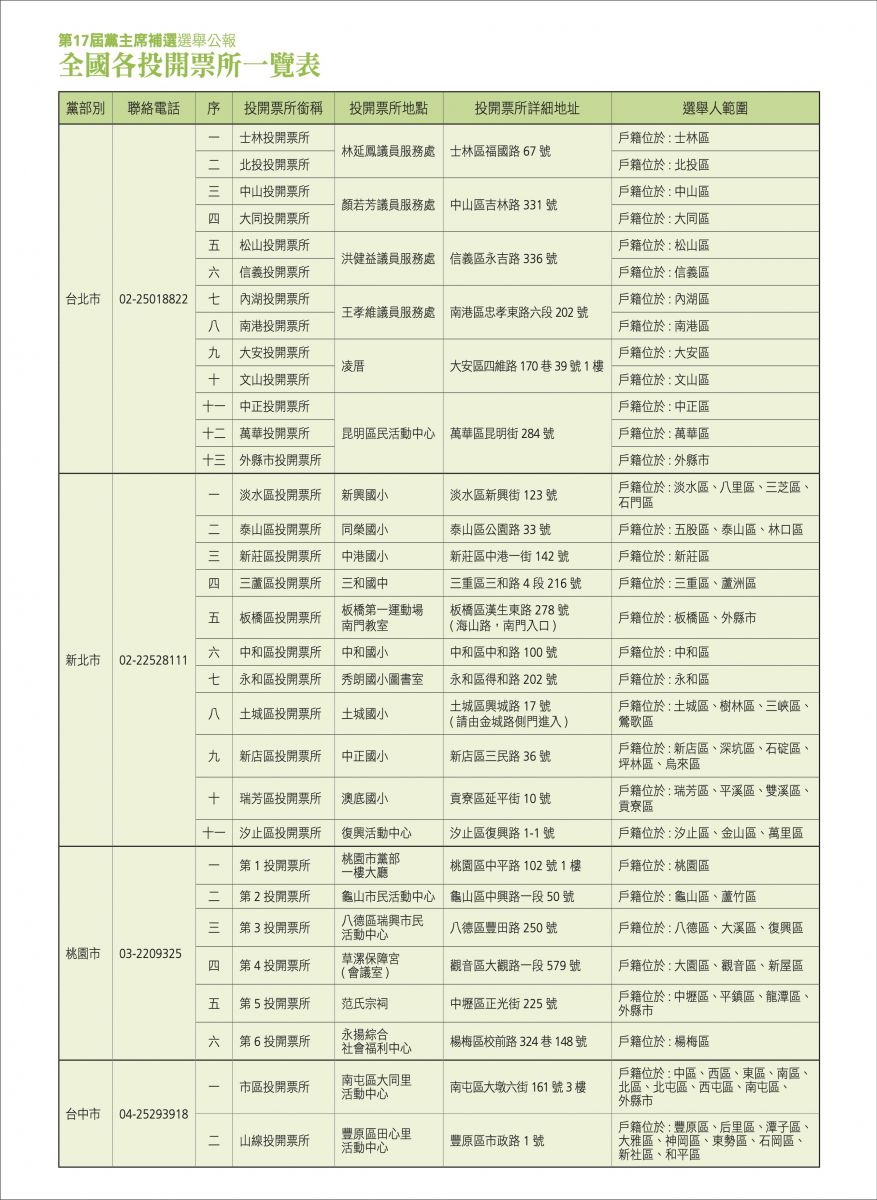 第17屆黨主席補選選舉公報
全國各投開票所一覽表
黨部別 聯絡電話 序 投開票所銜稱 投開票所地點 投開票所詳細地址 選舉人範圍
台北市 02-25018822
一 士林投開票所 林延鳳議員服務處 士林區福國路 67 號 戶籍位於 : 士林區
二 北投投開票所 戶籍位於 : 北投區
三 中山投開票所 顏若芳議員服務處 中山區吉林路 331 號 戶籍位於 : 中山區
四 大同投開票所 戶籍位於 : 大同區
五 松山投開票所 洪健益議員服務處 信義區永吉路 336 號 戶籍位於 : 松山區
六 信義投開票所 戶籍位於 : 信義區
七 內湖投開票所 王孝維議員服務處 南港區忠孝東路六段 202 號 戶籍位於 : 內湖區
八 南港投開票所 戶籍位於 : 南港區
九 大安投開票所 凌厝 大安區四維路 170 巷 39 號 1 樓 戶籍位於 : 大安區
十 文山投開票所 戶籍位於 : 文山區
十一 中正投開票所 昆明區民活動中心 萬華區昆明街 284 號 戶籍位於 : 中正區
十二 萬華投開票所 戶籍位於 : 萬華區
十三 外縣市投開票所 戶籍位於 : 外縣市
新北市 02-22528111
一 淡水區投開票所 新興國小 淡水區新興街 123 號 戶籍位於 : 淡水區、八里區、三芝區、
石門區
二 泰山區投開票所 同榮國小 泰山區公園路 33 號 戶籍位於 : 五股區、泰山區、林口區
三 新莊區投開票所 中港國小 新莊區中港一街 142 號 戶籍位於 : 新莊區
四 三蘆區投開票所 三和國中 三重區三和路 4 段 216 號 戶籍位於 : 三重區、蘆洲區
五 板橋區投開票所 板橋第一運動場 板橋區漢生東路 278 號 戶籍位於 : 板橋區、外縣市
南門教室 ( 海山路，南門入口 )
六 中和區投開票所 中和國小 中和區中和路 100 號 戶籍位於 : 中和區
七 永和區投開票所 秀朗國小圖書室 永和區得和路 202 號 戶籍位於 : 永和區
八 土城區投開票所 土城國小 土城區興城路 17 號 戶籍位於 : 土城區、樹林區、三峽區、
( 請由金城路側門進入 ) 鶯歌區
九 新店區投開票所 中正國小 新店區三民路 36 號 戶籍位於 : 新店區、深坑區、石碇區、
坪林區、烏來區
十 瑞芳區投開票所 澳底國小 貢寮區延平街 10 號 戶籍位於 : 瑞芳區、平溪區、雙溪區、
貢寮區
十一 汐止區投開票所 復興活動中心 汐止區復興路 1-1 號 戶籍位於 : 汐止區、金山區、萬里區
桃園市 03-2209325
一 第 1 投開票所 桃園市黨部 桃園區中平路 102 號 1 樓 戶籍位於 : 桃園區
一樓大廳
二 第 2 投開票所 龜山市民活動中心 龜山區中興路一段 50 號 戶籍位於 : 龜山區、蘆竹區
三 第 3 投開票所 八德區瑞興市民 八德區豐田路 250 號 戶籍位於 : 八德區、大溪區、復興區
活動中心
四 第 4 投開票所 草漯保障宮 觀音區大觀路一段 579 號 戶籍位於 : 大園區、觀音區、新屋區
( 會議室 )
五 第 5 投開票所 范氏宗祠 中壢區正光街 225 號 戶籍位於 : 中壢區、平鎮區、龍潭區、
外縣市
六 第 6 投開票所 永揚綜合 楊梅區校前路 324 巷 148 號 戶籍位於 : 楊梅區
社會福利中心
台中市 04-25293918
一 市區投開票所 南屯區大同里 南屯區大墩六街 161 號 3 樓 戶籍位於 : 中區、西區、東區、南區、
活動中心 北區、北屯區、西屯區、南屯區、
外縣市
二 山線投開票所 豐原區田心里 豐原區市政路 1 號 戶籍位於 : 豐原區、后里區、潭子區、
活動中心 大雅區、神岡區、東勢區、石岡區、
新社區、和平區